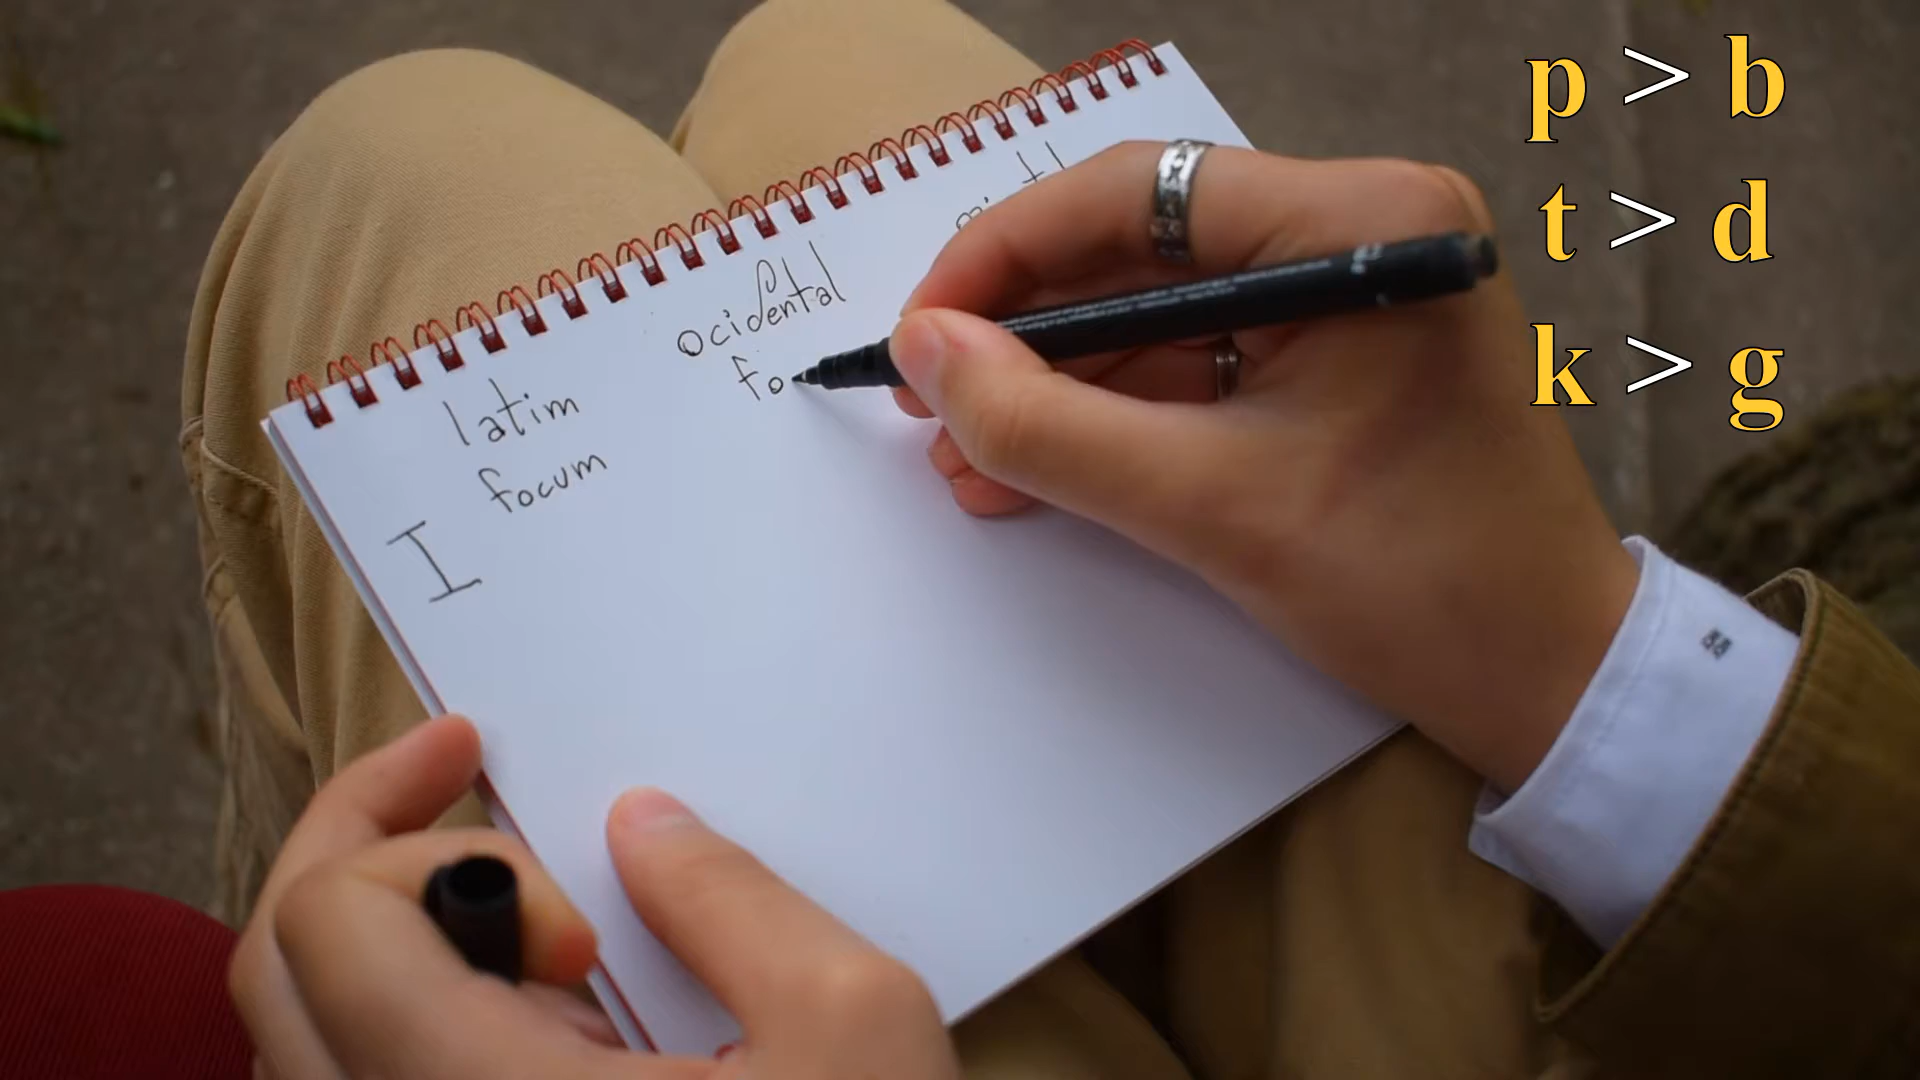 p > b
t > d
k > g
latim
ocidental
focum
fo
I